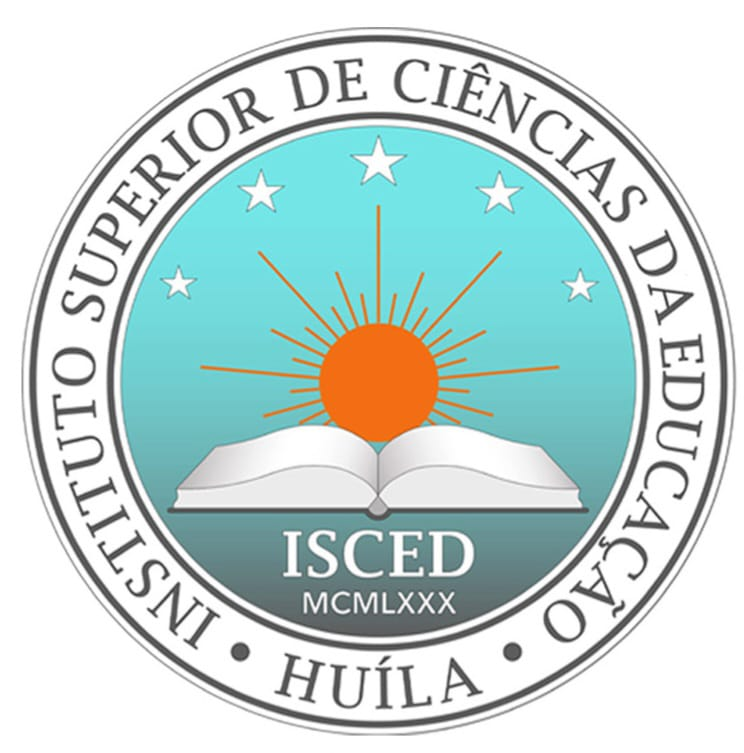 INSTITUTO SUPERIOR DE CIÊNCIAS DA EDUCAÇÃO
ISCED
MCMLXXX
• HUÍLA •